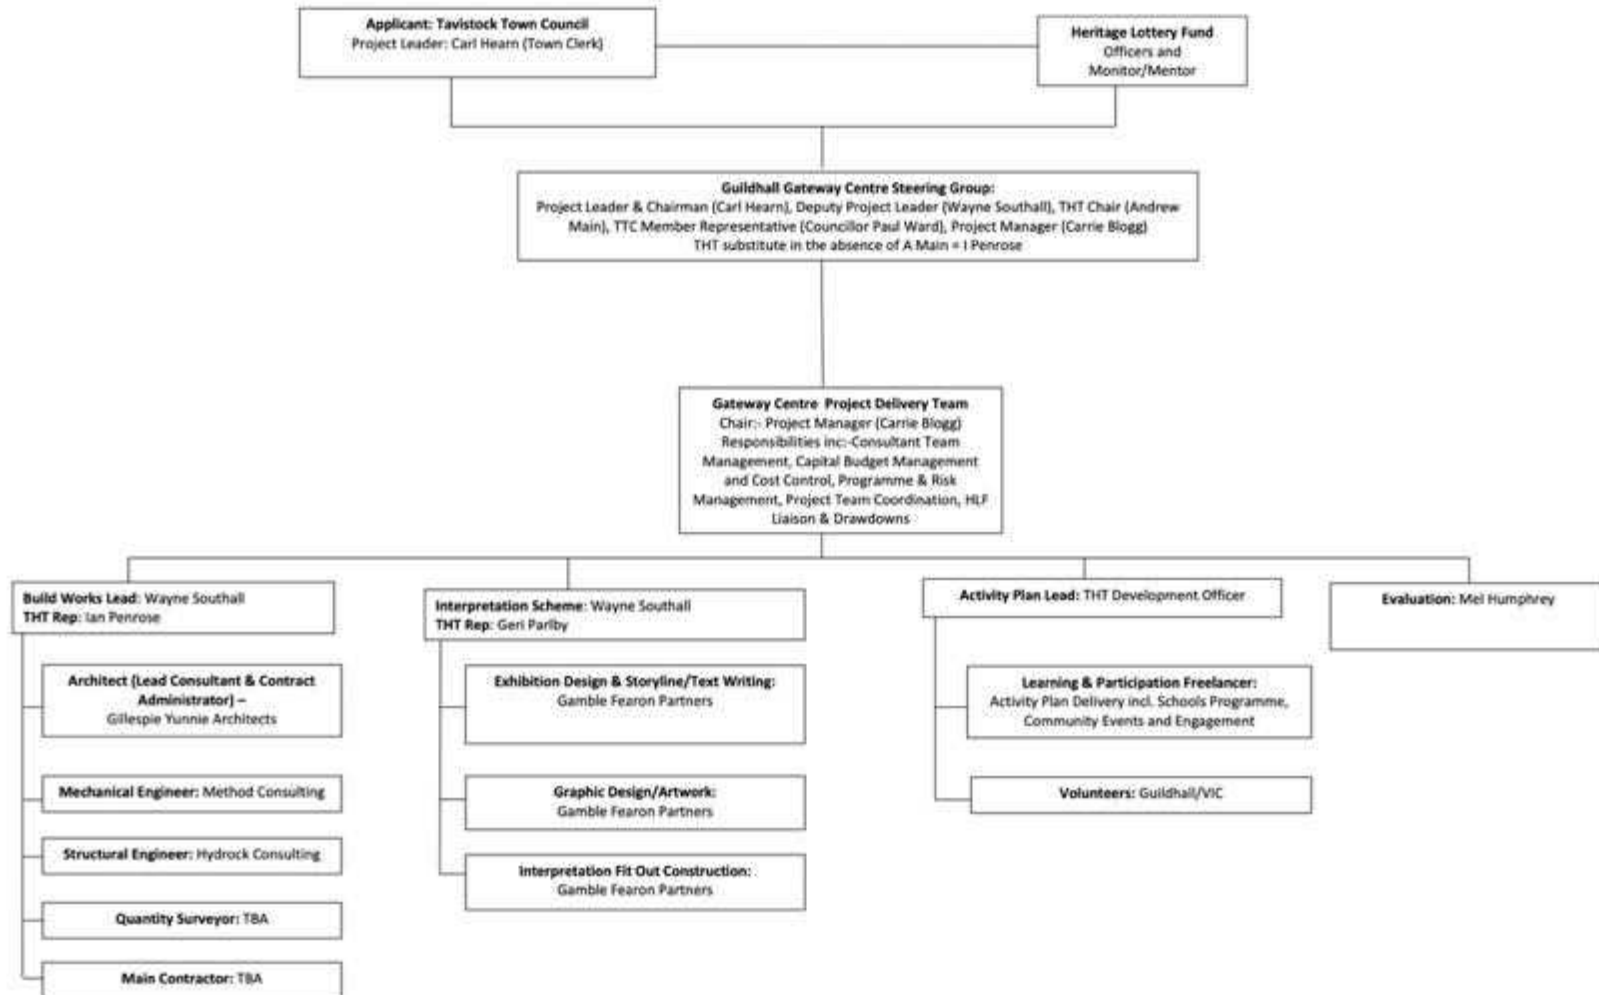 Applicant: Tavistock Town Council
Project Leader: Carl Hearn (Town Clerk)
Heritage Lottery Fund
Officers and
Monitor/Mentor
Guildhall Gateway Centre Steering Group:
Project Leader & Chairman (Carl Hearn), Deputy Project Leader (Wayne Southall), THT Chair (Andrew
Main), TTC Member Representative (Councillor Paul Ward), Project Manager (Carrie Blogg)
THT substitute in the absence of A Main = I Penrose
Gateway Centre Project Delivery Team
Chair:- Project Manager (Carrie Blogg)
Responsibilities inc:-Consultant Team
Management, Capital Budget Management
and Cost Control, Programme & Risk
Management, Project Team Coordination, HLF
Liaison & Drawdowns
Build Works Lead: Wayne Southall
THT Rep: Ian Penrose
Architect (Lead Consultant & Contract
Administrator) –
Gillespie Yunnie Architects
Mechanical Engineer: Method Consulting
Structural Engineer: Hydrock Consulting
Quantity Surveyor: TBA
Main Contractor: TBA
Interpretation Scheme: Wayne Southall
THT Rep: Geri Parlby
Exhibition Design & Storyline/Text Writing:
Gamble Fearon Partners
Graphic Design/Artwork:
Gamble Fearon Partners
Interpretation Fit Out Construction:
Gamble Fearon Partners
Activity Plan Lead: THT Development Officer
Learning & Participation Freelancer:
Activity Plan Delivery incl. Schools Programme,
Community Events and Engagement
Volunteers: Guildhall/VIC
Evaluation: Mel Humphrey